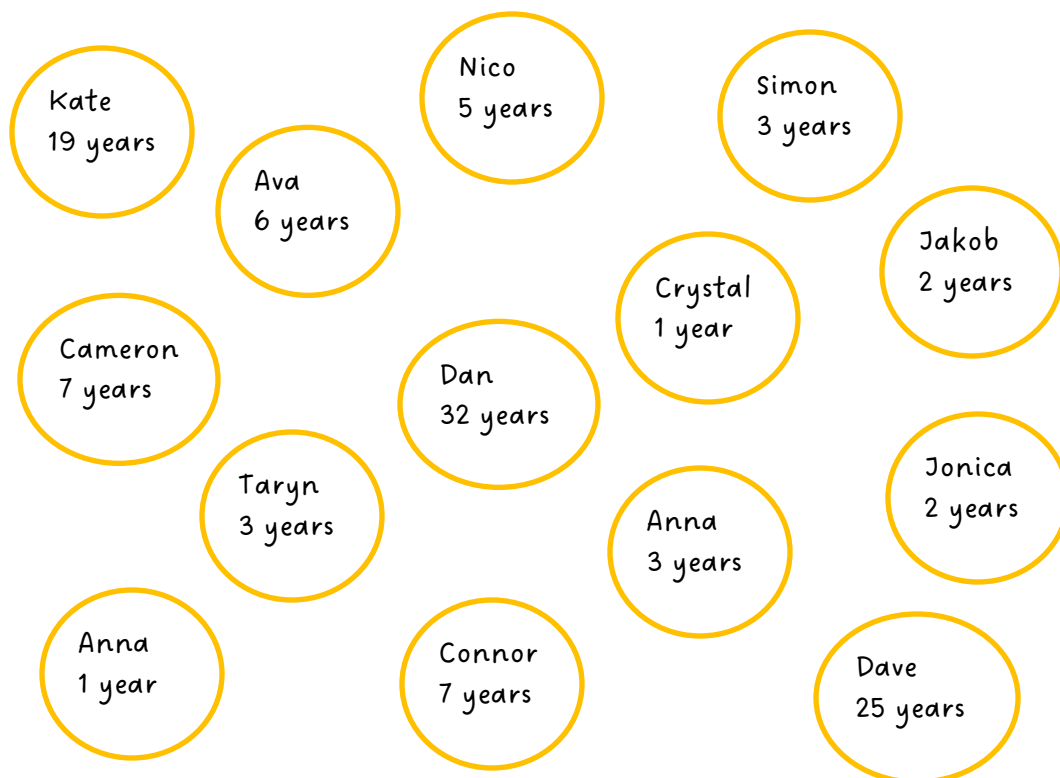 Kate
19 years
Nico
5 years
Simon
3 years
Ava
6 years
Jakob
2 years
Crystal
1 year
Cameron
7 years
Dan
32 years
Taryn
3 years
Anna
3 years
Jonica
2 years
Anna
1 year
Connor
7 years
Dave
25 years